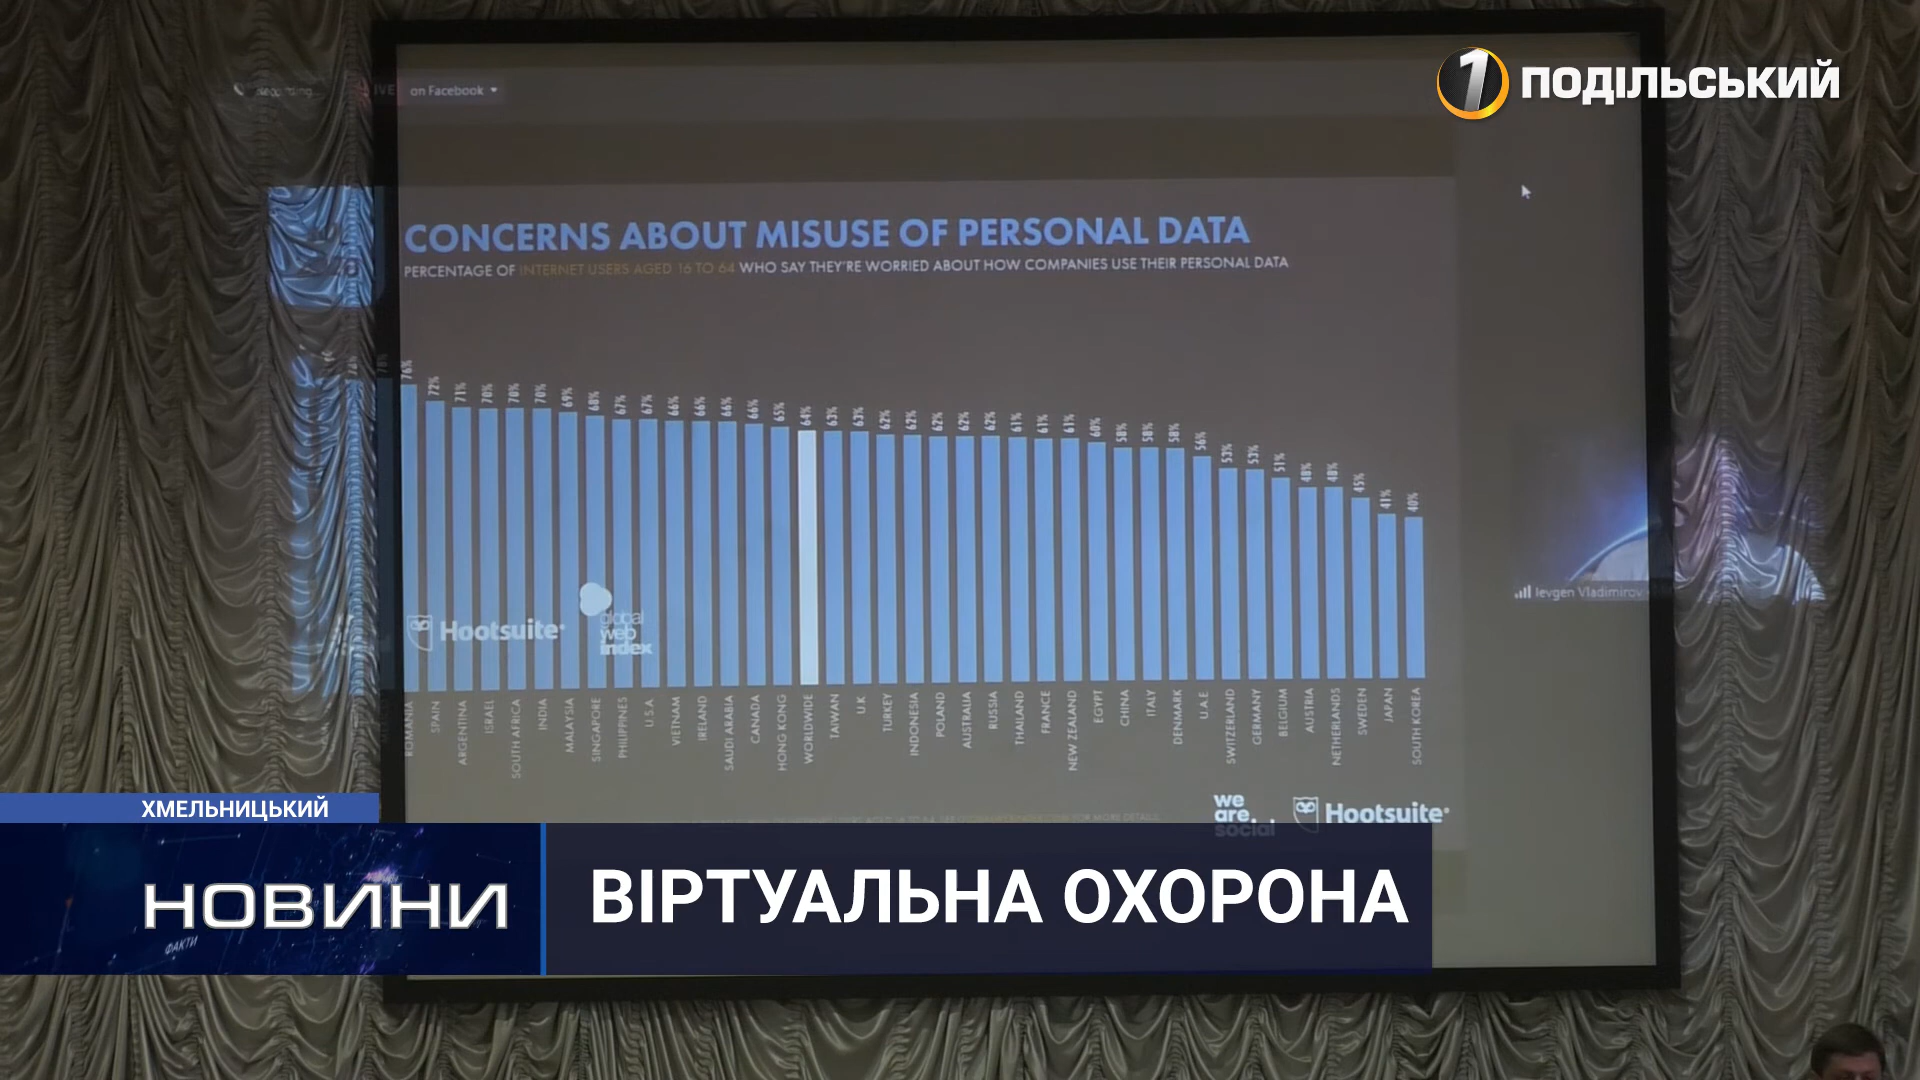 1 ПОДІЛЬСЬКИЙ
on Facebook
CONCERNS ABOUT MISUSE OF PERSONAL DATA
PERCENTAGE OF INTERNET USERS AGED 16 TO 64 WHO SAY THEY'RE WORRIED ABOUT HOW COMPANIES USE THEIR PERSONAL DATA
76% 72% 71% 70% 70% 70% 69% 68% 67% 67% 66% 66% 66% 66% 65% 64% 63% 63% 62% 62% 62% 62% 62% 61% 61% 61% 60% 58% 58% 58% 56% 53% 53% 51% 48% 48% 45% 41% 40%
Ievgen Vladimirov
Hootsuite
global
web
index
ROMANIA SPAIN ARGENTINA ISRAEL SOUTH AFRICA INDIA MALAYSIA SINGAPORE PHILIPPINES U.S.A. VIETNAM IRELAND SAUDI ARABIA CANADA HONG KONG WORLDWIDE TAIWAN U.K. TURKEY INDONESIA POLAND AUSTRALIA RUSSIA THAILAND FRANCE NEW ZEALAND EGYPT CHINA ITALY DENMARK U.A.E. SWITZERLAND GERMANY BELGIUM AUSTRIA NETHERLANDS SWEDEN JAPAN SOUTH KOREA
we
are
social
Hootsuite
ХМЕЛЬНИЦЬКИЙ
НОВИНИ
ФАКТИ
ВІРТУАЛЬНА ОХОРОНА